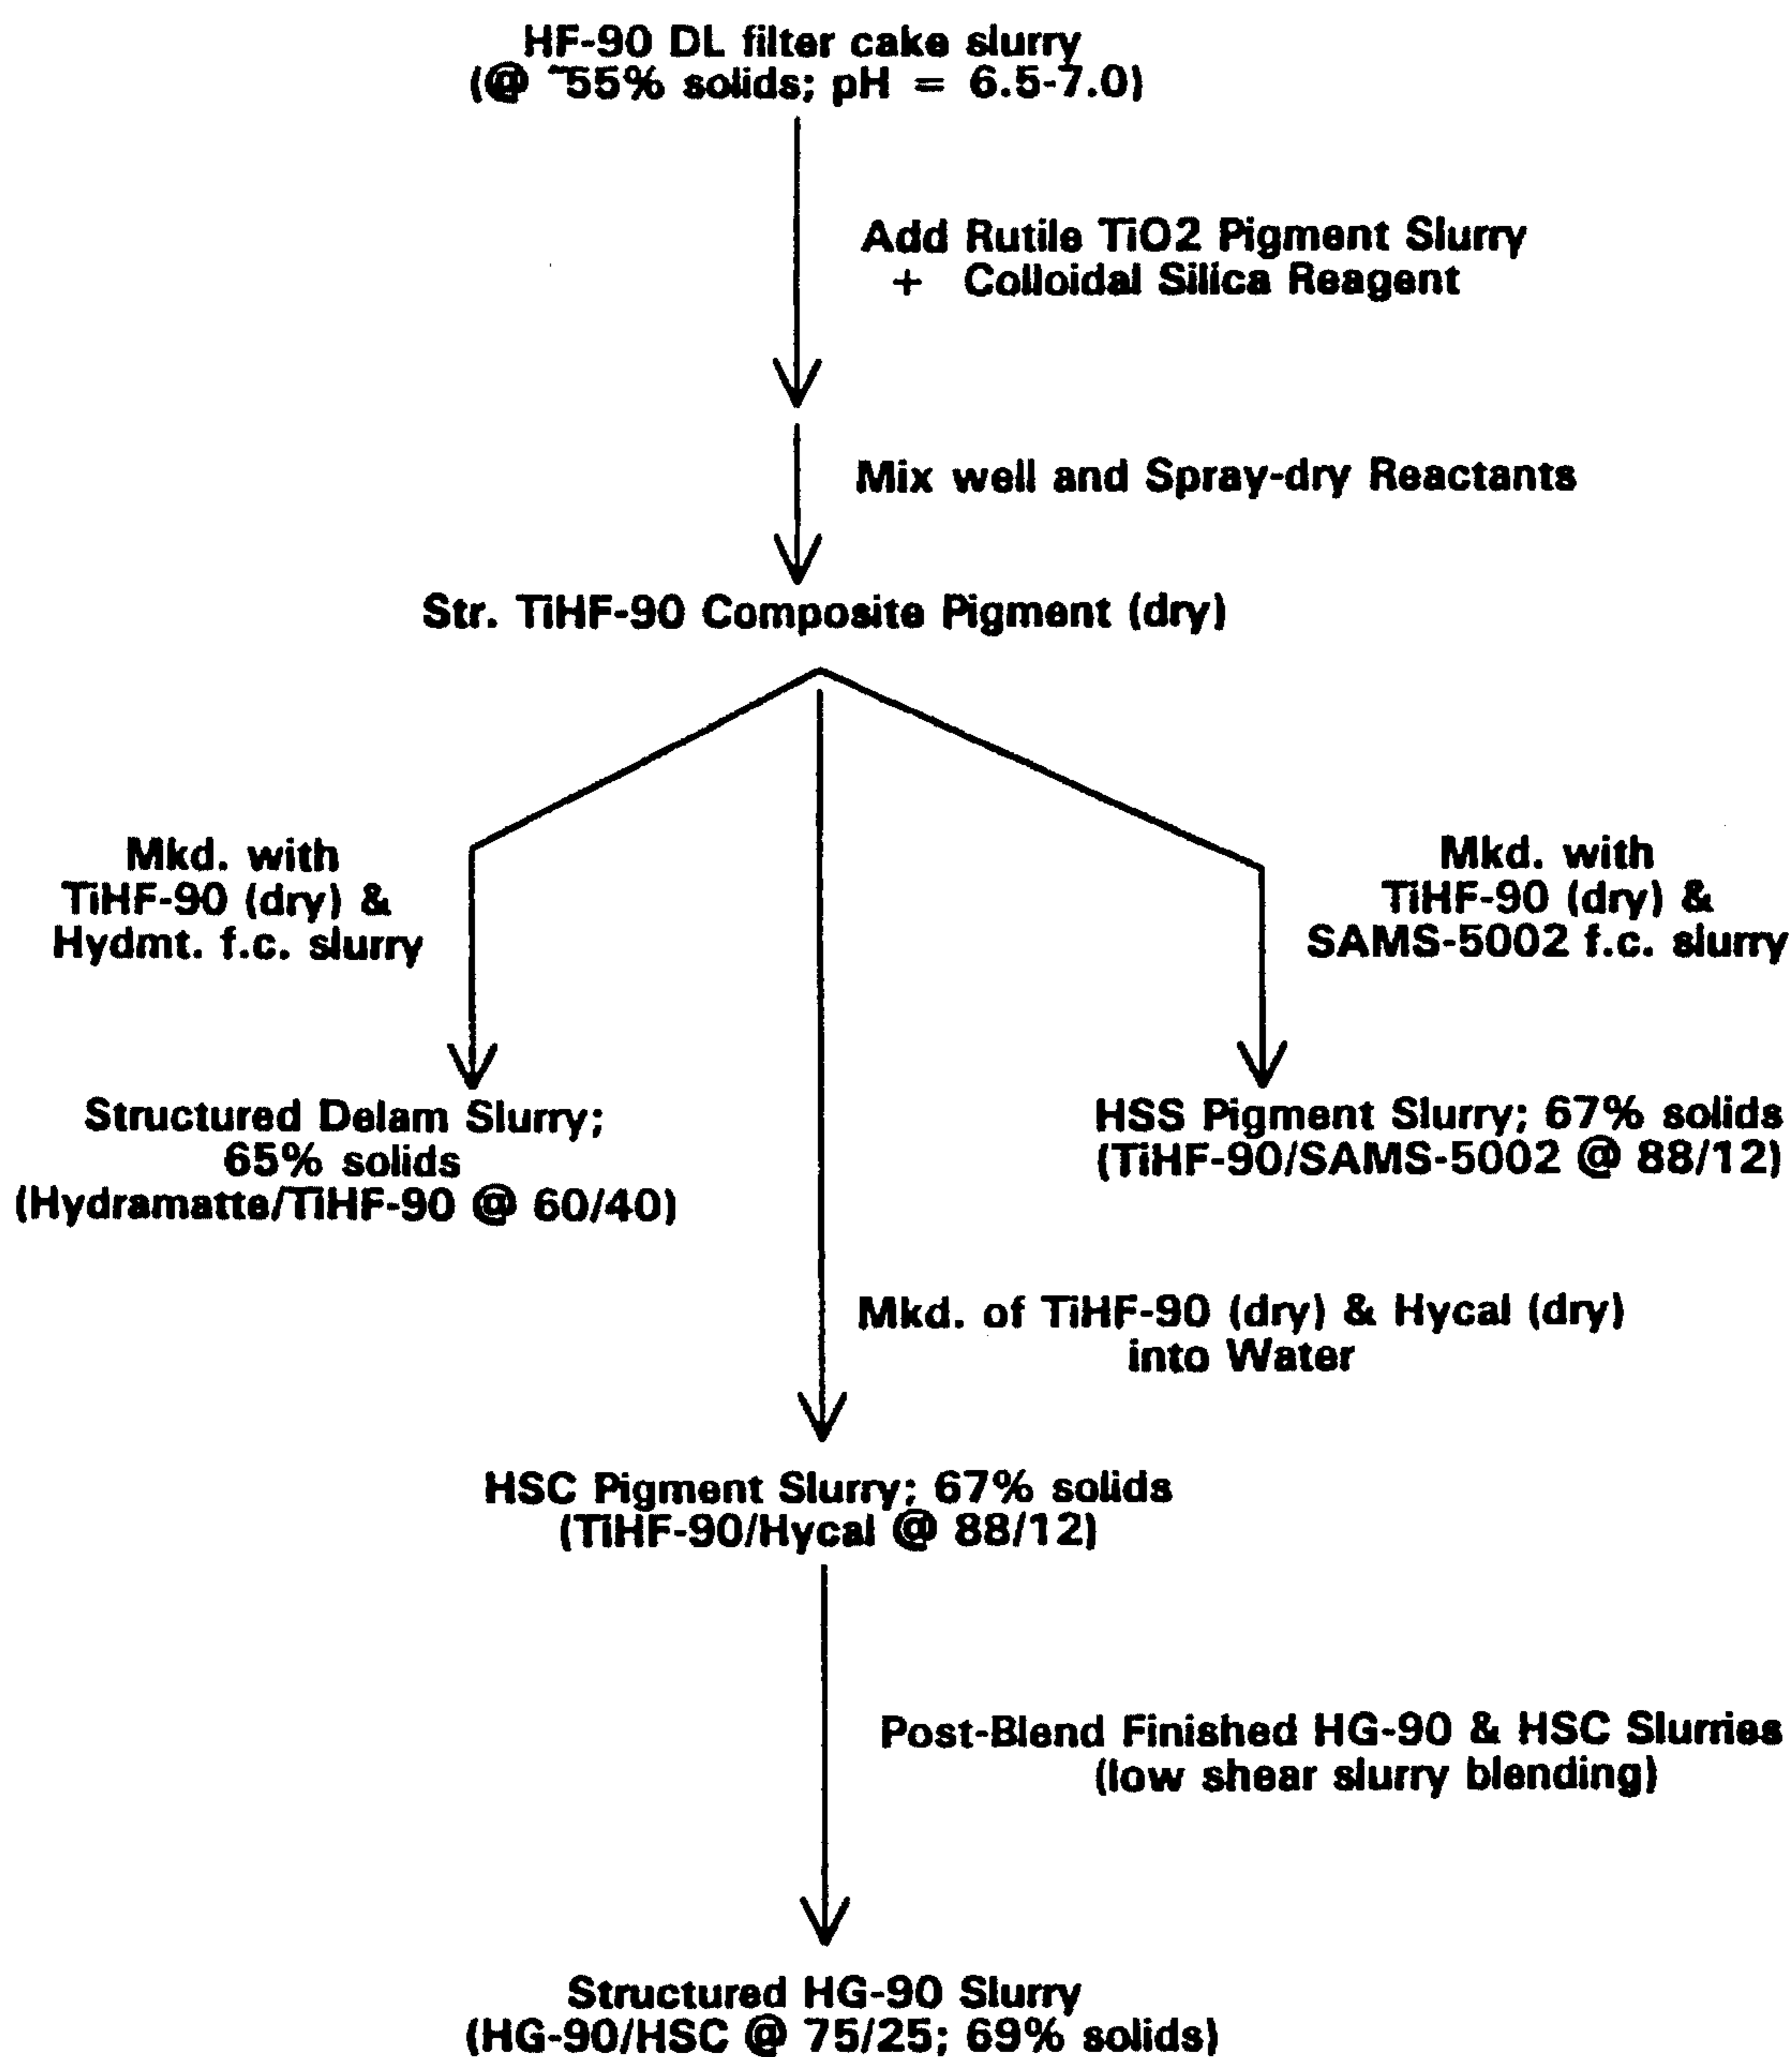 HF-90 DL filter cake slurry
(@ ~55% solids; pH = 6.5-7.0)
Add Rutile TiO2 Pigment Slurry
+ Colloidal Silica Reagent
Mix well and Spray-dry Reactants
Str. TiHF-90 Composite Pigment (dry)
Mkd. with
TiHF-90 (dry) &
Hydmt. f.c. slurry
Mkd. with
TiHF-90 (dry) &
SAMS-5002 f.c. slurry
Structured Delam Slurry;
65% solids
(Hydramatte/TiHF-90 @ 60/40)
HSS Pigment Slurry; 67% solids
(TiHF-90/SAMS-5002 @ 88/12)
Mkd. of TiHF-90 (dry) & Hycal (dry)
into Water
HSC Pigment Slurry; 67% solids
(TiHF-90/Hycal @ 88/12)
Post-Blend Finished HG-90 & HSC Slurries
(low shear slurry blending)
Structured HG-90 Slurry
(HG-90/HSC @ 75/25; 69% solids)